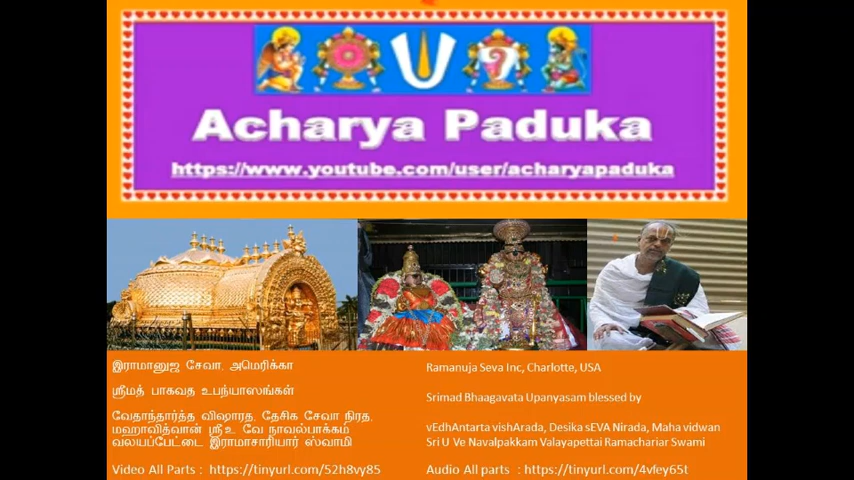 Acharya Paduka
https://www.youtube.com/user/acharyapaduka
இராமானுஜ சேவா, அமெரிக்கா
ஸ்ரீமத் பாகவத உபந்யாஸங்கள்
வேதாந்தார்த்த விஷாரத, தேசிக சேவா நிரத,
மஹாவித்வான் ஸ்ரீ உ வே நாவல்பாக்கம்
வலயப்பேட்டை இராமாசாரியார் ஸ்வாமி
Video All Parts : https://tinyurl.com/52h8vy85
Ramanuja Seva Inc, Charlotte, USA
Srimad Bhaagavata Upanyasam blessed by
vEdhAntarta vishArada, Desika sEVA Nirada, Maha vidwan
Sri U Ve Navalpakkam Valayapettai Ramachariar Swami
Audio All parts : https://tinyurl.com/4vfey65t